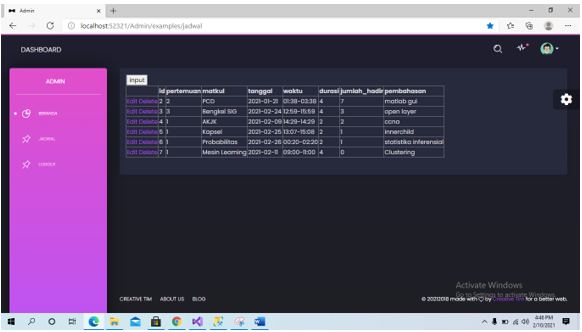 Admin
localhost:52321/Admin/examples/jadwal
DASHBOARD
ADMIN
BERANDA
JADWAL
LOGOUT
input
id pertemuan matkul tanggal waktu durasi jumlah_hadir pembahasan
Edit Delete 2 2 PCD 2021-01-21 01:38-03:38 4 7 matlab gui
Edit Delete 3 3 Bengkel SIG 2021-02-24 12:59-15:59 4 3 open layer
Edit Delete 4 1 AKJK 2021-02-09 14:29-14:29 2 2 ccna
Edit Delete 5 1 Kapsel 2021-02-25 13:07-15:08 2 1 innerchild
Edit Delete 6 1 Probabilitas 2021-02-26 00:20-02:20 2 1 statistika inferensial
Edit Delete 7 1 Mesin Learning 2021-02-11 09:00-11:00 4 0 Clustering
Activate Windows
Go to Settings to activate Windows.
CREATIVE TIM ABOUT US BLOG
made with by Creative Tim for a better web.
4:46 PM
2/10/2021